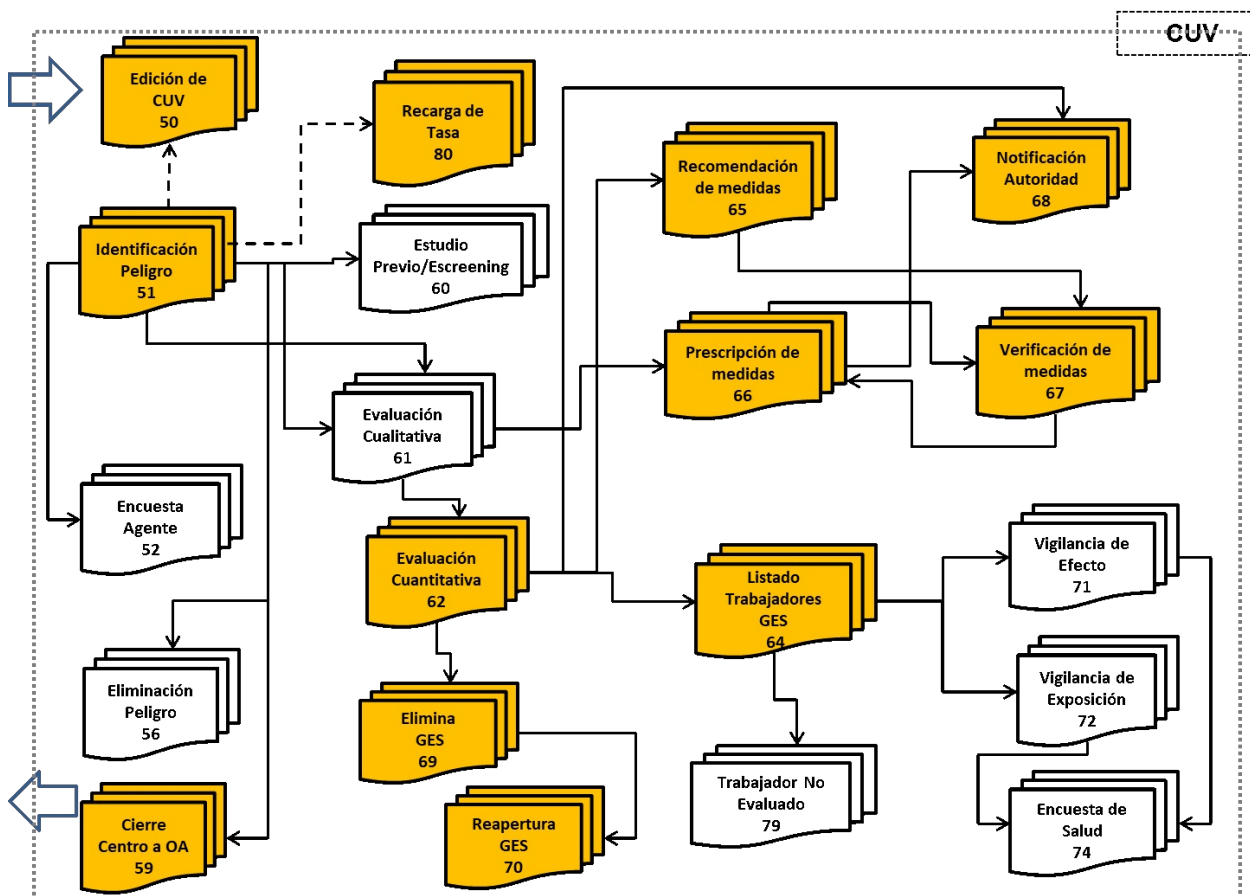 CUV
Edición de
CUV
50
Recarga de
Tasa
80
Recomendación
de medidas
65
Notificación
Autoridad
68
Identificación
Peligro
51
Estudio
Previo/Escreening
60
Prescripción de
medidas
66
Verificación de
medidas
67
Evaluación
Cualitativa
61
Encuesta
Agente
52
Evaluación
Cuantitativa
62
Listado
Trabajadores
GES
64
Vigilancia de
Efecto
71
Eliminación
Peligro
56
Elimina
GES
69
Vigilancia de
Exposición
72
Trabajador No
Evaluado
79
Cierre
Centro a OA
59
Reapertura
GES
70
Encuesta de
Salud
74